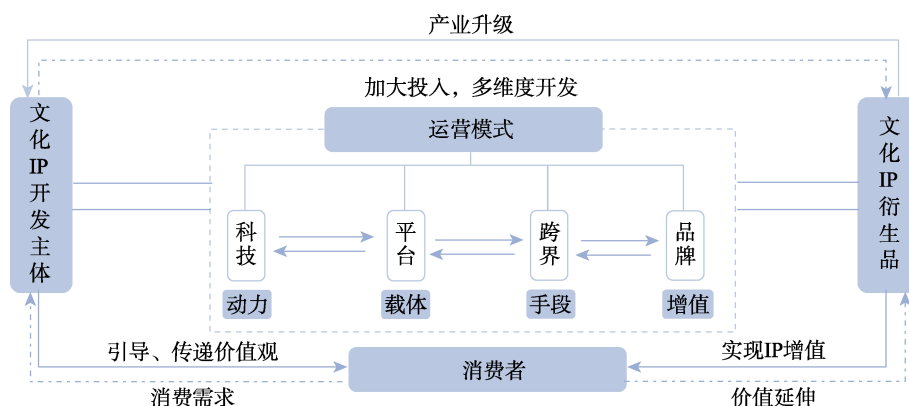 产业升级
加大投入，多维度开发
文化IP开发主体
运营模式
文化IP衍生品
科技
平台
跨界
品牌
动力
载体
手段
增值
引导、传递价值观
实现IP增值
消费者
消费需求
价值延伸